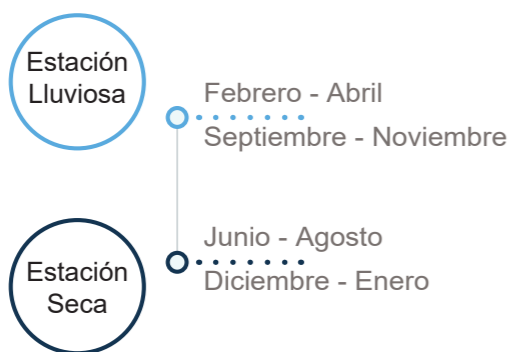 Estación
Lluviosa
Febrero - Abril
Septiembre - Noviembre
Estación
Seca
Junio - Agosto
Diciembre - Enero